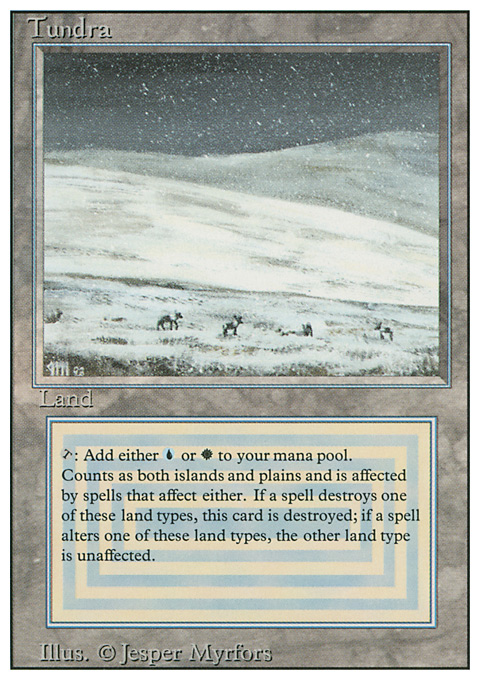 Tundra
JM 93
Land
: Add either or to your mana pool.
Counts as both islands and plains and is affected
by spells that affect either. If a spell destroys one
of these land types, this card is destroyed; if a spell
alters one of these land types, the other land type
is unaffected.
Illus. © Jesper Myrfors